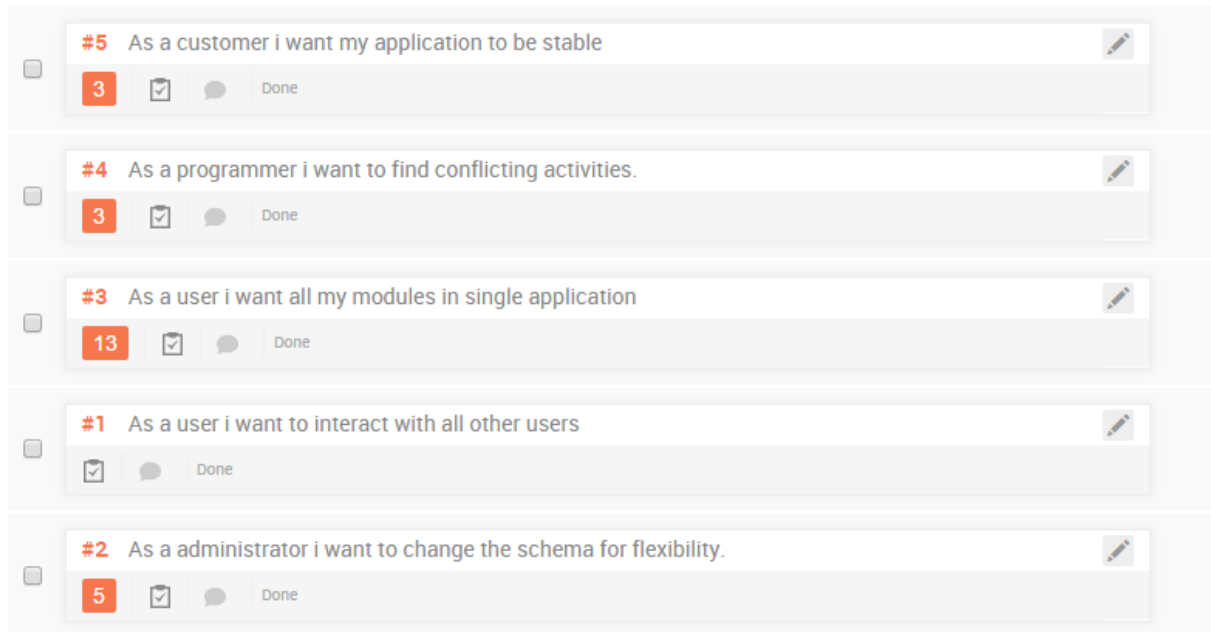 #5 As a customer i want my application to be stable
3 Done
#4 As a programmer i want to find conflicting activities.
3 Done
#3 As a user i want all my modules in single application
13 Done
#1 As a user i want to interact with all other users
Done
#2 As a administrator i want to change the schema for flexibility.
5 Done